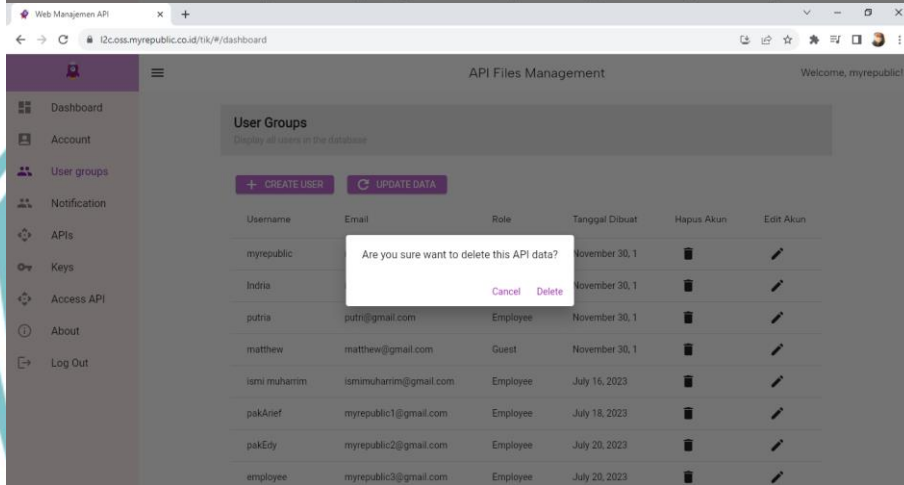 Web Manajemen API
l2c.oss.myrepublic.co.id/tik/#/dashboard
API Files Management
Welcome, myrepublic!
Dashboard
Account
User groups
Notification
APIs
Keys
Access API
About
Log Out
User Groups
Display all users in the database
+ CREATE USER
UPDATE DATA
Username Email Role Tanggal Dibuat Hapus Akun Edit Akun
myrepublic November 30, 1
Indria November 30, 1
Are you sure want to delete this API data?
Cancel Delete
putria putri@gmail.com Employee November 30, 1
matthew matthew@gmail.com Guest November 30, 1
ismi muharrim ismimuharrim@gmail.com Employee July 16, 2023
pakArief myrepublic1@gmail.com Employee July 18, 2023
pakEdy myrepublic2@gmail.com Employee July 20, 2023
employee myrepublic3@gmail.com Employee July 20, 2023